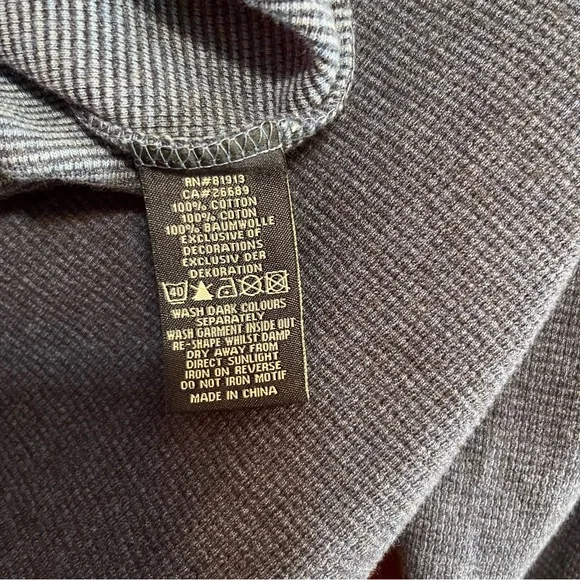 RN#81913
CA#26689
100% COTTON
100% COTON
100% BAUMWOLLE
EXCLUSIVE OF
DECORATIONS
EXCLUSIV DER
DEKORATION
40
WASH DARK COLOURS
SEPARATELY
WASH GARMENT INSIDE OUT
RE-SHAPE WHILST DAMP
DRY AWAY FROM
DIRECT SUNLIGHT
IRON ON REVERSE
DO NOT IRON MOTIF
MADE IN CHINA